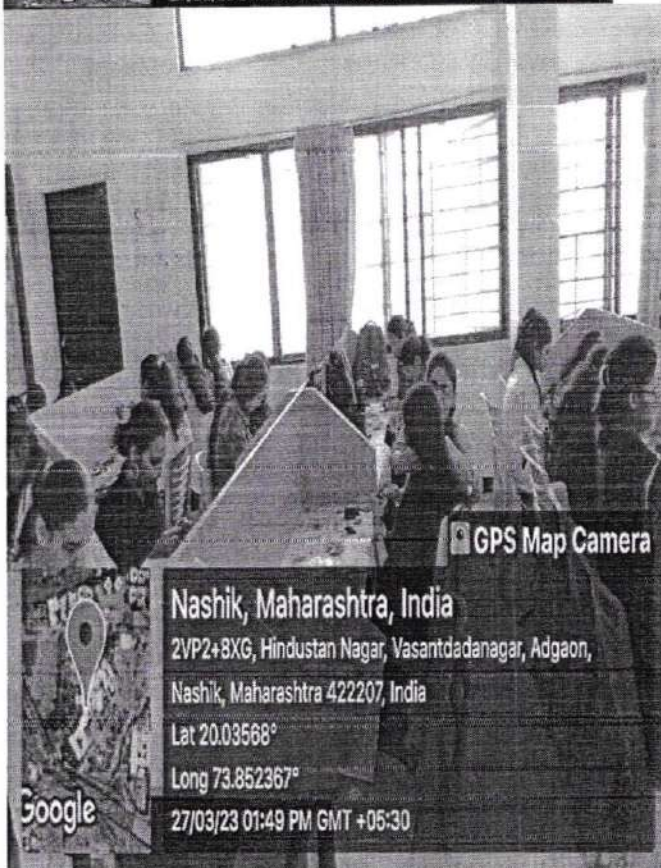 GPS Map Camera
Nashik, Maharashtra, India
2VP2+8XG, Hindustan Nagar, Vasantdadanagar, Adgaon,
Nashik, Maharashtra 422207, India
Lat 20.03568°
Long 73.852367°
27/03/23 01:49 PM GMT +05:30
Google